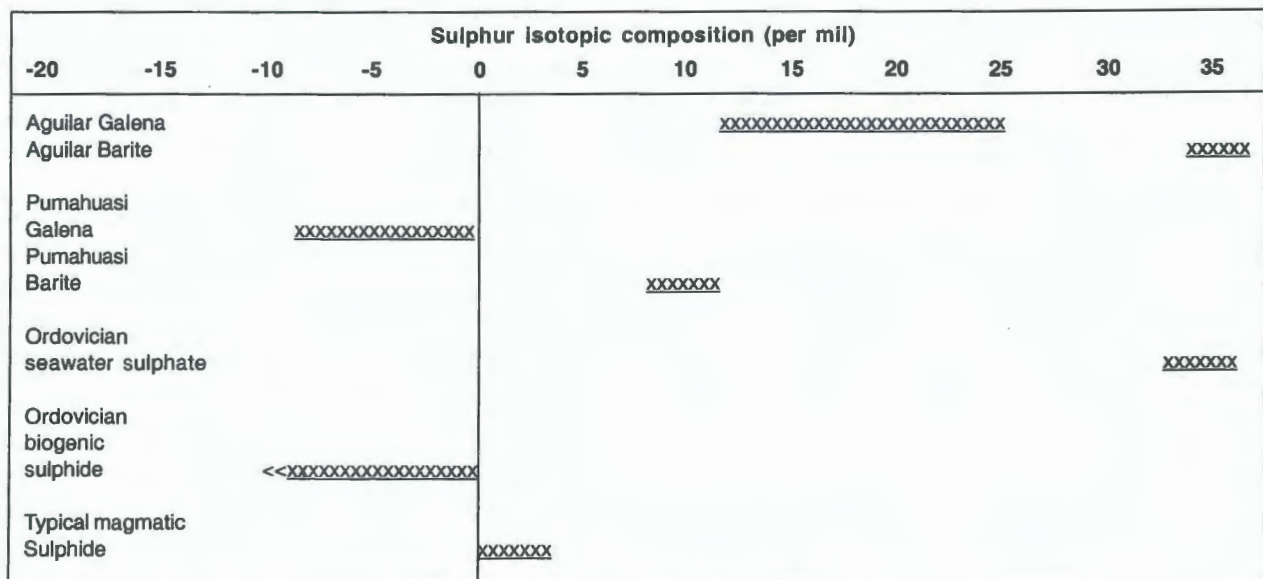 Sulphur isotopic composition (per mil)
-20 -15 -10 -5 0 5 10 15 20 25 30 35
Aguilar Galena XXXXXXXXXXXXXXXXXXXXXXXXXXX
Aguilar Barite XXXXXX
Pumahuasi
Galena XXXXXXXXXXXXXXXXX
Pumahuasi
Barite XXXXXXX
Ordovician
seawater sulphate XXXXXXX
Ordovician
biogenic
sulphide <<XXXXXXXXXXXXXXXXXX
Typical magmatic
Sulphide XXXXXXX